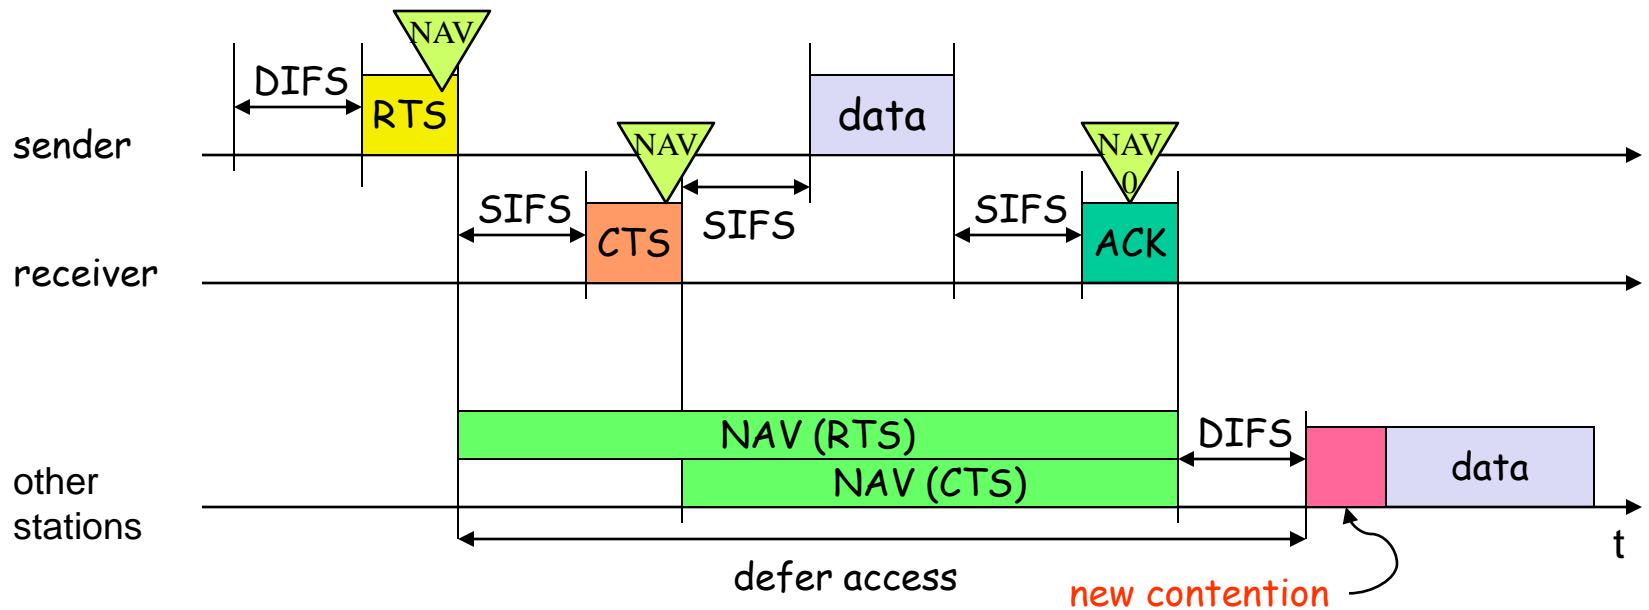 NAV
DIFS
RTS
data
sender
NAV
NAV
0
SIFS
SIFS
SIFS
CTS
ACK
receiver
NAV (RTS)
DIFS
NAV (CTS)
data
other
stations
t
defer access
new contention